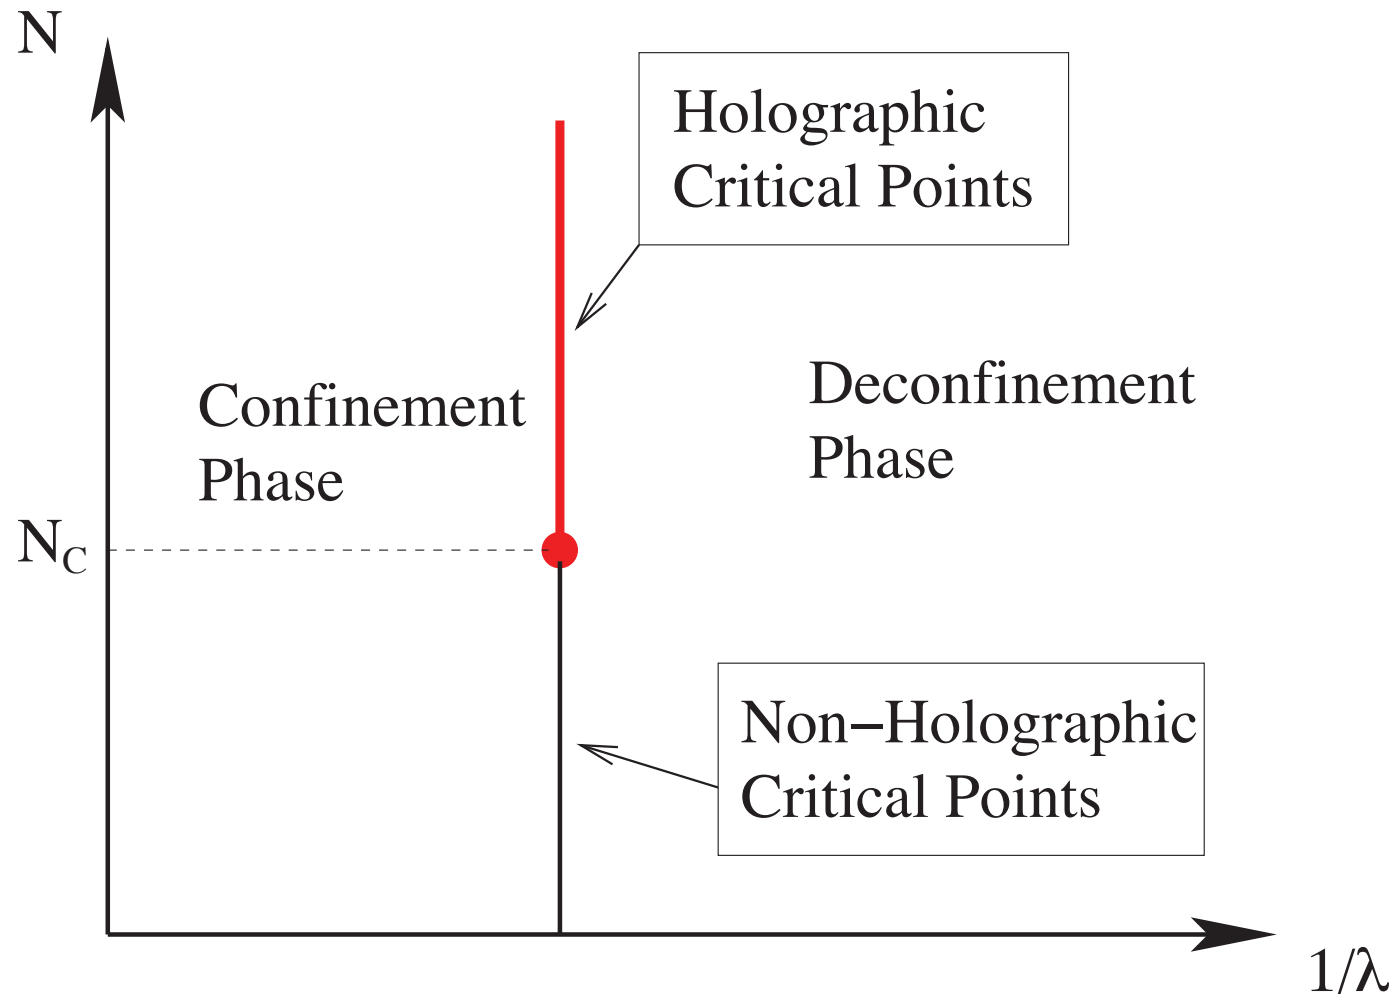 N
Holographic
Critical Points
Confinement
Phase
Deconfinement
Phase
N_C
Non–Holographic
Critical Points
1/λ